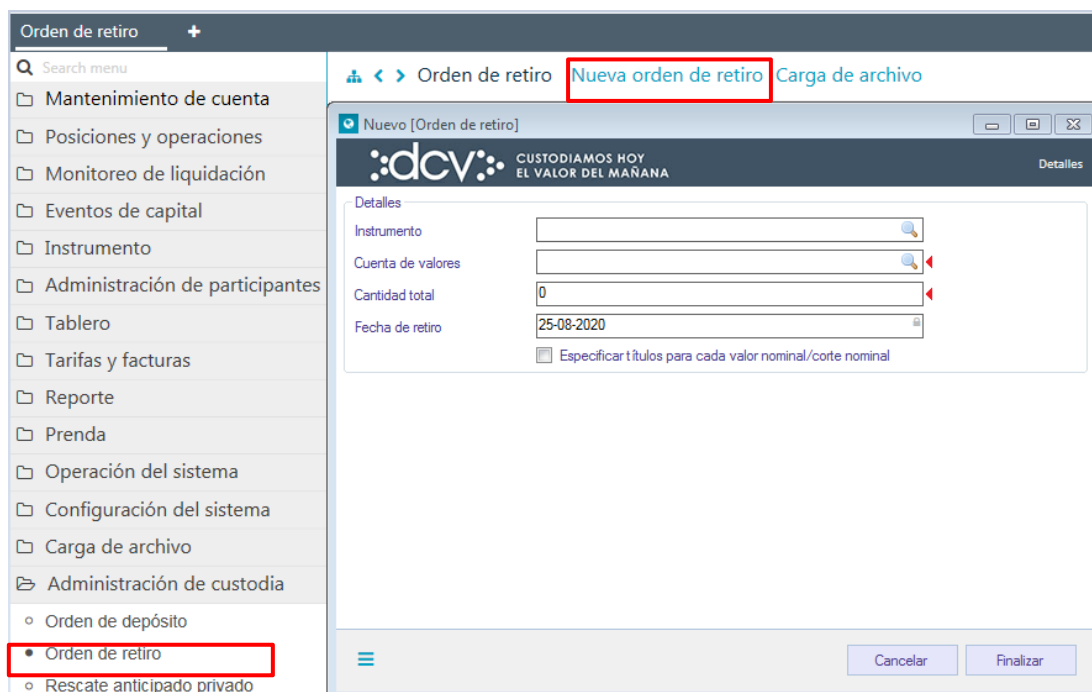 Orden de retiro +
Search menu
Mantenimiento de cuenta
Posiciones y operaciones
Monitoreo de liquidación
Eventos de capital
Instrumento
Administración de participantes
Tablero
Tarifas y facturas
Reporte
Prenda
Operación del sistema
Configuración del sistema
Carga de archivo
Administración de custodia
Orden de depósito
Orden de retiro
Rescate anticipado privado
Orden de retiro Nueva orden de retiro Carga de archivo
Nuevo [Orden de retiro]
dcv CUSTODIAMOS HOY
EL VALOR DEL MAÑANA
Detalles
Detalles
Instrumento
Cuenta de valores
Cantidad total 0
Fecha de retiro 25-08-2020
Especificar títulos para cada valor nominal/corte nominal
Cancelar Finalizar